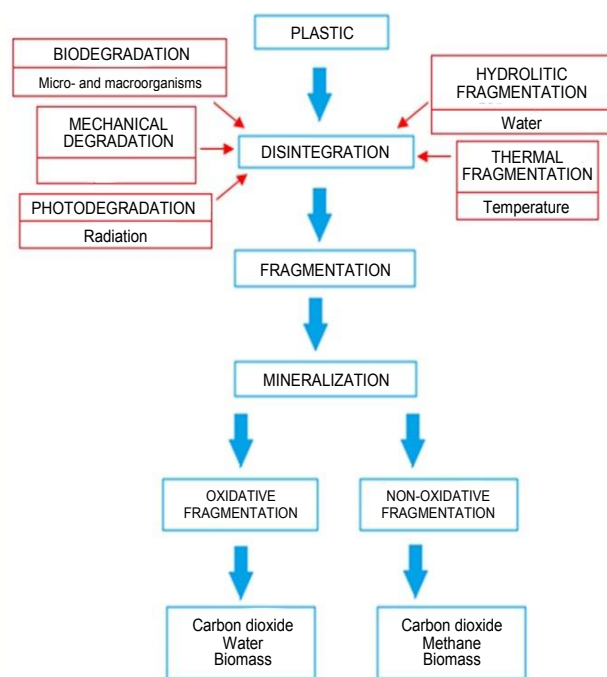 PLASTIC
BIODEGRADATION
Micro- and macroorganisms
MECHANICAL
DEGRADATION
PHOTODEGRADATION
Radiation
HYDROLITIC
FRAGMENTATION
Water
THERMAL
FRAGMENTATION
Temperature
DISINTEGRATION
FRAGMENTATION
MINERALIZATION
OXIDATIVE
FRAGMENTATION
NON-OXIDATIVE
FRAGMENTATION
Carbon dioxide
Water
Biomass
Carbon dioxide
Methane
Biomass